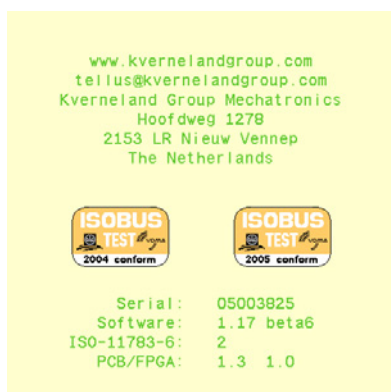 www.kvernelandgroup.com
tellus@kvernelandgroup.com
Kverneland Group Mechatronics
Hoofdweg 1278
2153 LR Nieuw Vennep
The Netherlands
ISOBUS ISOBUS
TEST VDMA TEST VDMA
2004 conform 2005 conform
Serial: 05003825
Software: 1.17 beta6
ISO-11783-6: 2
PCB/FPGA: 1.3 1.0